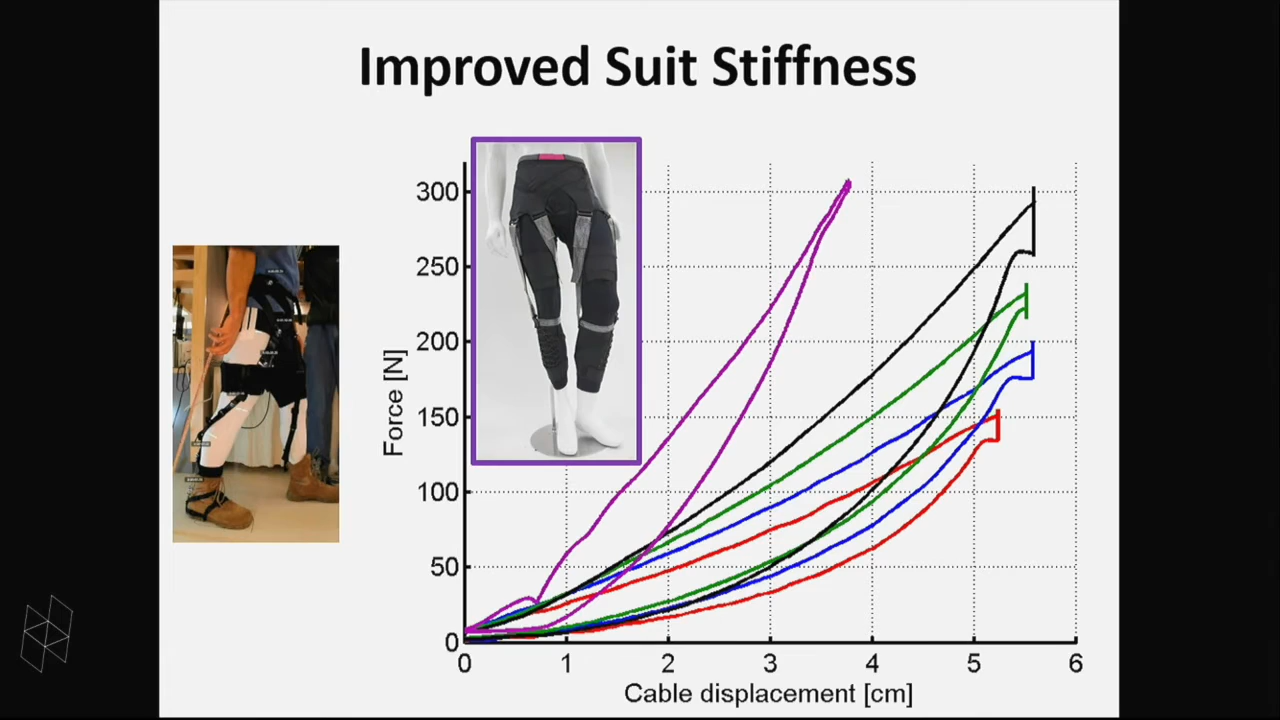 Improved Suit Stiffness
300
250
200
150
100
50
0
Force [N]
0 1 2 3 4 5 6
Cable displacement [cm]